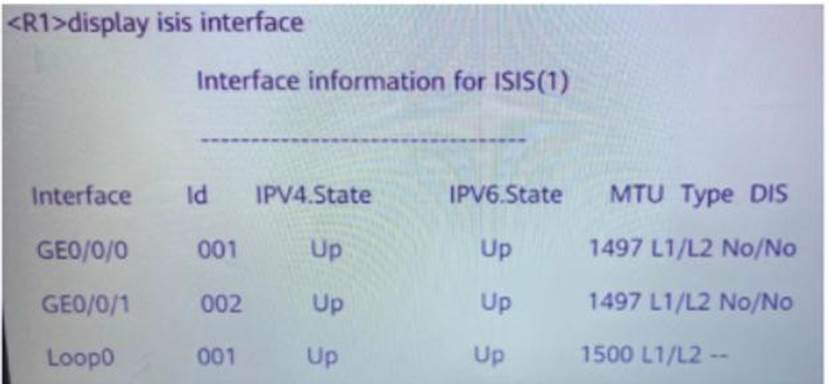 <R1>display isis interface
Interface information for ISIS(1)
---------------------------------
Interface Id IPV4.State IPV6.State MTU Type DIS
GE0/0/0 001 Up Up 1497 L1/L2 No/No
GE0/0/1 002 Up Up 1497 L1/L2 No/No
Loop0 001 Up Up 1500 L1/L2 --